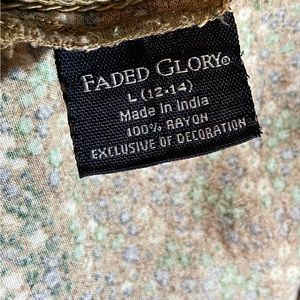 FADED GLORY®
L (12-14)
Made in India
100% RAYON
EXCLUSIVE OF DECORATION